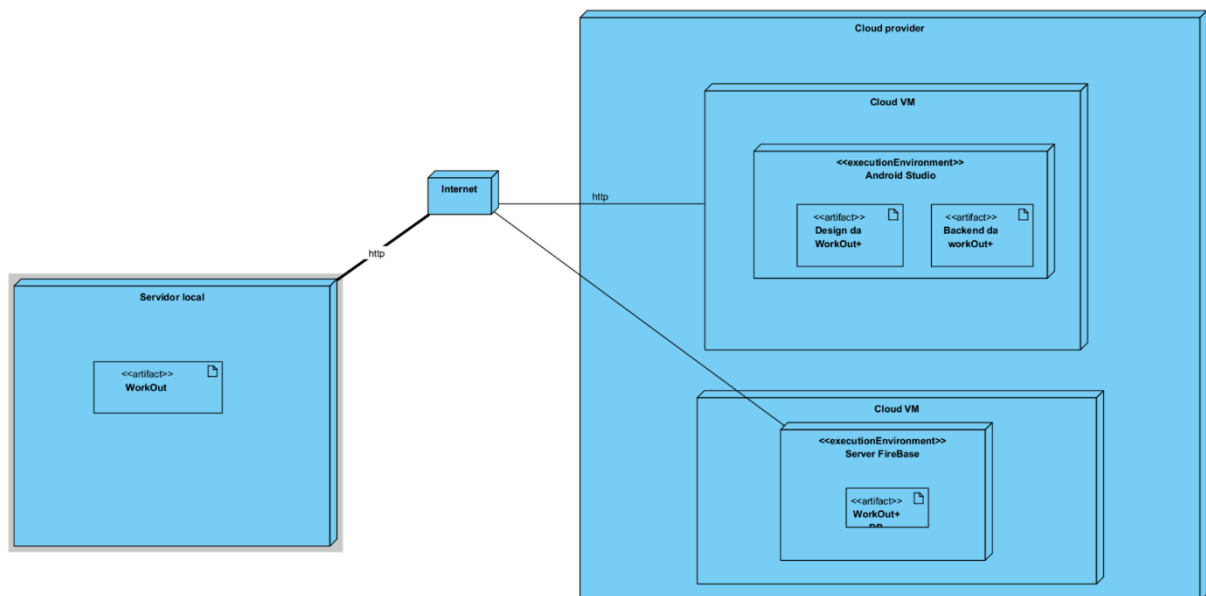 Cloud provider
Cloud VM
<<executionEnvironment>>
Android Studio
<<artifact>>
Design da
WorkOut+
<<artifact>>
Backend da
workOut+
Internet
http
http
Servidor local
<<artifact>>
WorkOut
Cloud VM
<<executionEnvironment>>
Server FireBase
<<artifact>>
WorkOut+